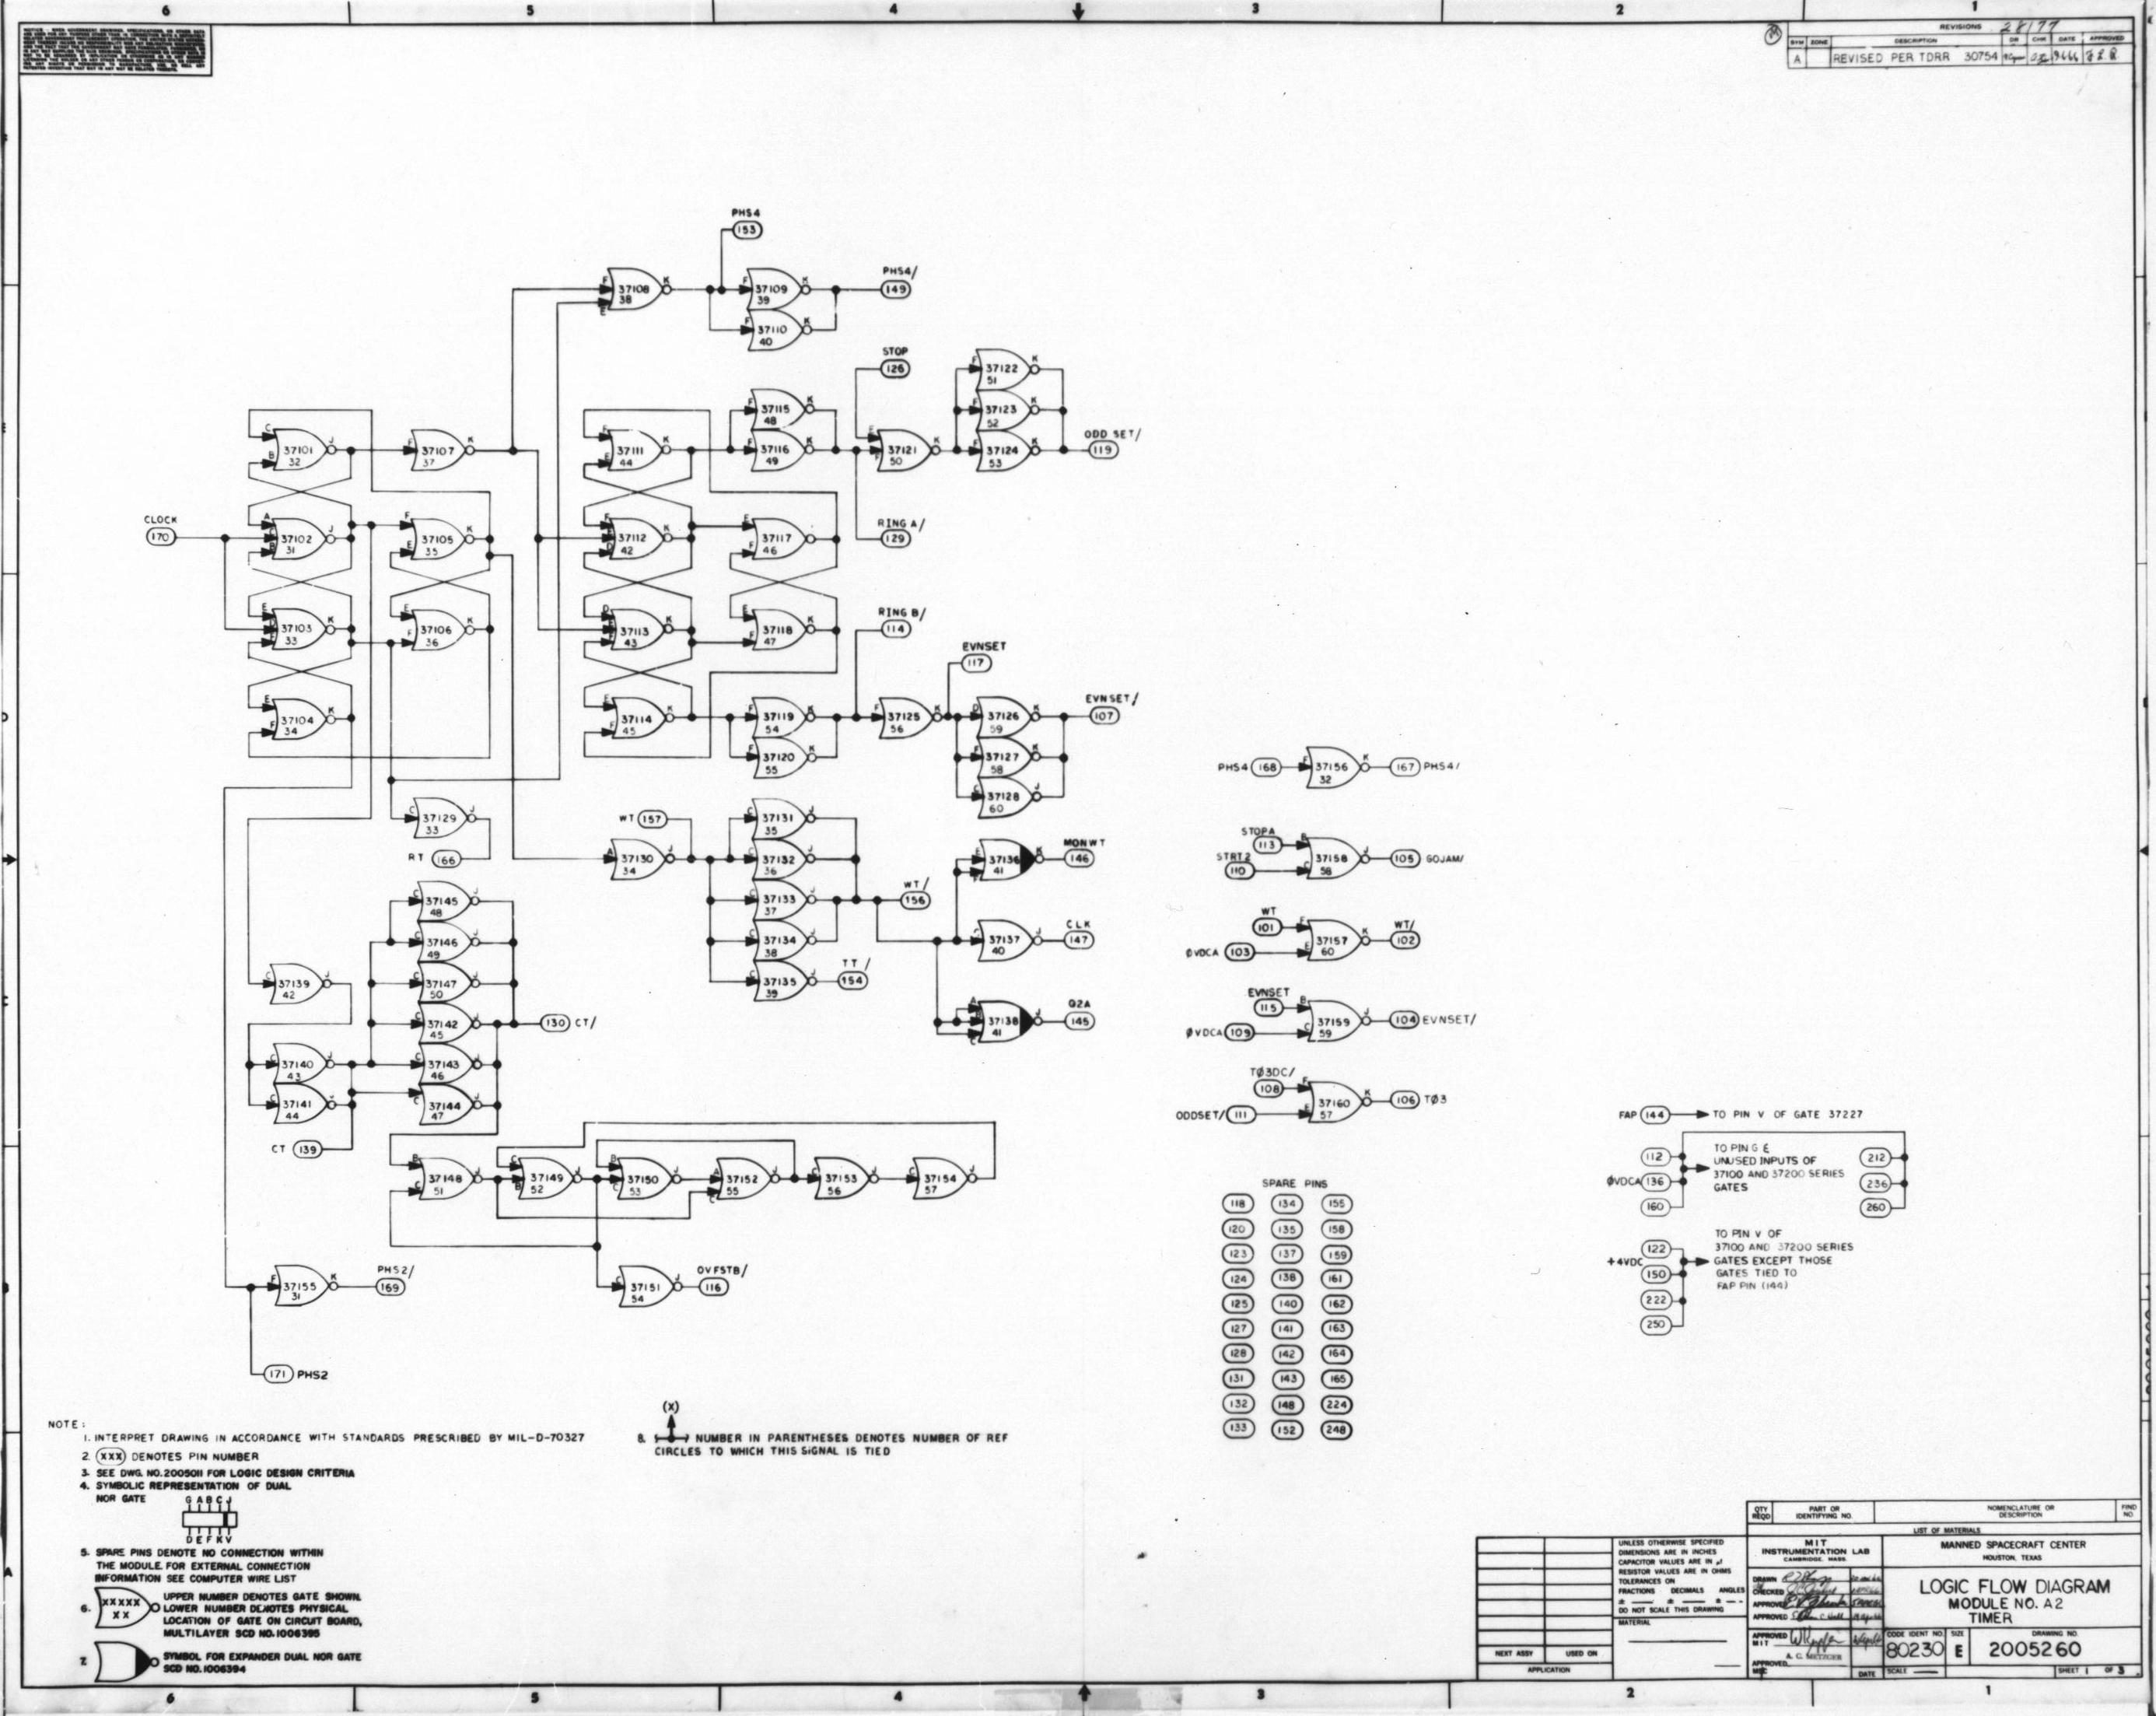 6 5 4 3 2 1
REVISIONS
28177
SYM ZONE DESCRIPTION DR CHK DATE APPROVED
A REVISED PER TDRR 30754
PHS4
153
F E 37108 38 K
F 37109 39 K
F 37110 40 K
PHS4/
149
STOP
126
F 37122 51 K
F 37123 52 K
F 37124 53 K
ODD SET/
119
F 37115 48 K
F 37116 49 K
37121 50 K
C B 37101 32 J
F 37107 37 K
37111 44 K
CLOCK
170
37102 31 J
F E 37105 35 K
37112 42 K
37117 46
RING A/
129
37103 33 K
E F 37106 36 K
37113 43 K
37118 47
RING B/
114
EVNSET
117
E F 37104 34 K
37114 45 K
F 37119 54 K
F 37120 55 K
F 37125 56 K
D 37126 59 K
F 37127 58 K
C 37128 60 J
EVNSET/
107
PHS4 168 F 37156 32 K 167 PHS4/
C 37129 33 J
RT 166
WT 157
A 37130 34 J
C 37131 35 J
C 37132 36 J
C 37133 37 J
C 37134 38 J
C 37135 39 J
WT/
156
TT/
154
37136 41 K
MONWT
146
37137 40 J
CLK
147
37138 41 J
Q2A
145
STOPA
113
STRT2
110
B C 37158 58 J 105 GOJAM/
WT
101
ØVDCA 103
F E 37157 60 K
WT/
102
EVNSET
115
ØVDCA 109
B C 37159 59 J 104 EVNSET/
TØ3DC/
108
ODDSET/ 111
F E 37160 57 K 106 TØ3
C 37145 48 J
C 37146 49 J
C 37147 50 J
C 37142 45 J
C 37143 46 J
C 37144 47 J
130 CT/
C 37139 42 J
C 37140 43 J
C 37141 44 J
CT 139
B C 37148 51 J
C B 37149 52 J
B C 37150 53 J
A C 37152 55 J
C 37153 56 J
C 37154 57 J
F 37155 31 K
PHS2/
169
C 37151 54 J
OVFSTB/
116
171 PHS2
FAP 144 TO PIN V OF GATE 37227
112
ØVDCA 136
160
TO PIN G &
UNUSED INPUTS OF
37100 AND 37200 SERIES
GATES
212
236
260
+4VDC
122
150
222
250
TO PIN V OF
37100 AND 37200 SERIES
GATES EXCEPT THOSE
GATES TIED TO
FAP PIN (144)
SPARE PINS
118 134 155
120 135 158
123 137 159
124 138 161
125 140 162
127 141 163
128 142 164
131 143 165
132 148 224
133 152 248
NOTE:
1. INTERPRET DRAWING IN ACCORDANCE WITH STANDARDS PRESCRIBED BY MIL-D-70327
2. (XXX) DENOTES PIN NUMBER
3. SEE DWG. NO. 2005011 FOR LOGIC DESIGN CRITERIA
4. SYMBOLIC REPRESENTATION OF DUAL
NOR GATE
G A B C J
D E F K V
5. SPARE PINS DENOTE NO CONNECTION WITHIN
THE MODULE. FOR EXTERNAL CONNECTION
INFORMATION SEE COMPUTER WIRE LIST
6. XXXXX XX UPPER NUMBER DENOTES GATE SHOWN.
LOWER NUMBER DENOTES PHYSICAL
LOCATION OF GATE ON CIRCUIT BOARD,
MULTILAYER SCD NO. 1006395
7. SYMBOL FOR EXPANDER DUAL NOR GATE
SCD NO. 1006394
(X)
8. NUMBER IN PARENTHESES DENOTES NUMBER OF REF
CIRCLES TO WHICH THIS SIGNAL IS TIED
QTY REQD PART OR IDENTIFYING NO. NOMENCLATURE OR DESCRIPTION FIND NO.
LIST OF MATERIALS
UNLESS OTHERWISE SPECIFIED
DIMENSIONS ARE IN INCHES
CAPACITOR VALUES ARE IN
RESISTOR VALUES ARE IN OHMS
TOLERANCES ON
FRACTIONS DECIMALS ANGLES
DO NOT SCALE THIS DRAWING
MATERIAL
NEXT ASSY USED ON
APPLICATION
MIT
INSTRUMENTATION LAB
CAMBRIDGE, MASS.
DRAWN
CHECKED
APPROVED
APPROVED
APPROVED MIT
A. C. METZGER
APPROVED MSC
DATE
MANNED SPACECRAFT CENTER
HOUSTON, TEXAS
LOGIC FLOW DIAGRAM
MODULE NO. A2
TIMER
CODE IDENT NO. SIZE DRAWING NO.
80230 E 2005260
SCALE SHEET 1 OF 3
6 5 4 3 2 1